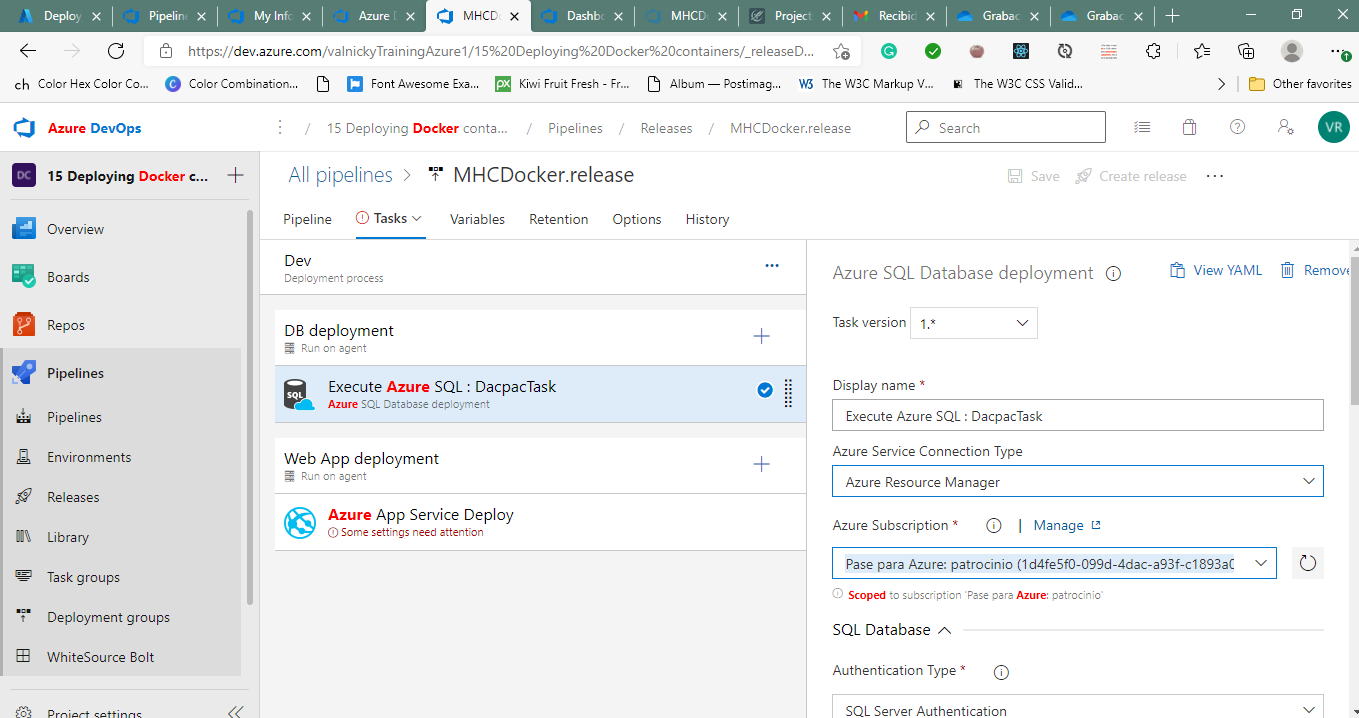 Deploy
Pipeline
My Info
Azure D
MHCD
Dashbo
MHCD
Project
Recibid
Grabac
Grabac
https://dev.azure.com/valnickyTrainingAzure1/15%20Deploying%20Docker%20containers/_releaseD...
ch Color Hex Color Co...
C Color Combination...
Font Awesome Exa...
px Kiwi Fruit Fresh - Fr...
Album — Postimag...
W3 The W3C Markup V...
The W3C CSS Valid...
Other favorites
Azure DevOps
/ 15 Deploying Docker conta... / Pipelines / Releases / MHCDocker.release
Search
VR
DC 15 Deploying Docker c...
All pipelines > MHCDocker.release
Save
Create release
Pipeline
Tasks
Variables
Retention
Options
History
Overview
Boards
Repos
Pipelines
Pipelines
Environments
Releases
Library
Task groups
Deployment groups
WhiteSource Bolt
Project settings
Dev
Deployment process
DB deployment
Run on agent
SQL
Execute Azure SQL : DacpacTask
Azure SQL Database deployment
Web App deployment
Run on agent
Azure App Service Deploy
Some settings need attention
Azure SQL Database deployment
View YAML
Remove
Task version 1.*
Display name *
Execute Azure SQL : DacpacTask
Azure Service Connection Type
Azure Resource Manager
Azure Subscription * | Manage
Pase para Azure: patrocinio (1d4fe5f0-099d-4dac-a93f-c1893a0
Scoped to subscription 'Pase para Azure: patrocinio'
SQL Database
Authentication Type *
SQL Server Authentication